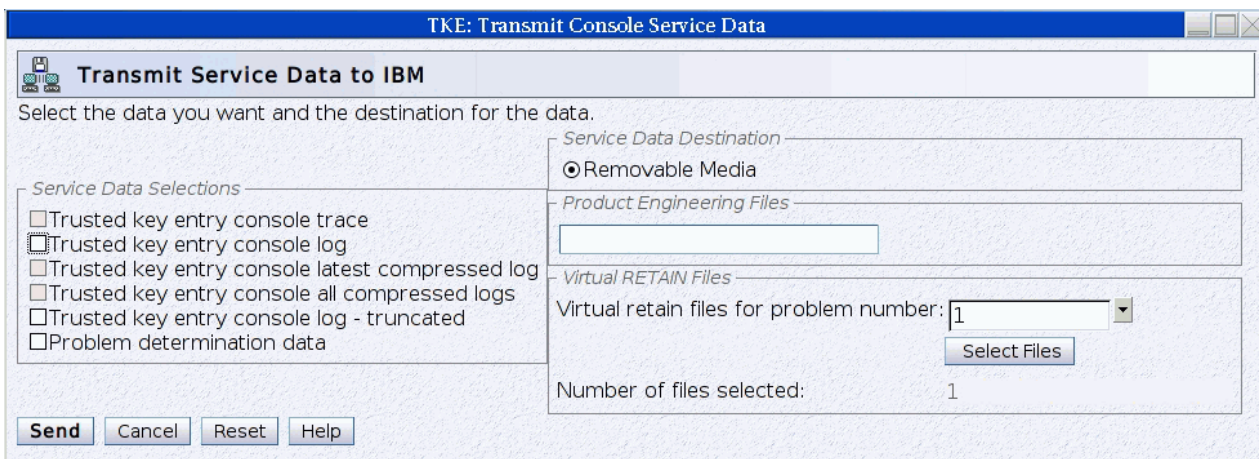 TKE: Transmit Console Service Data
Transmit Service Data to IBM
Select the data you want and the destination for the data.
Service Data Selections
Trusted key entry console trace
Trusted key entry console log
Trusted key entry console latest compressed log
Trusted key entry console all compressed logs
Trusted key entry console log - truncated
Problem determination data
Service Data Destination
Removable Media
Product Engineering Files
Virtual RETAIN Files
Virtual retain files for problem number: 1
Select Files
Number of files selected: 1
Send Cancel Reset Help